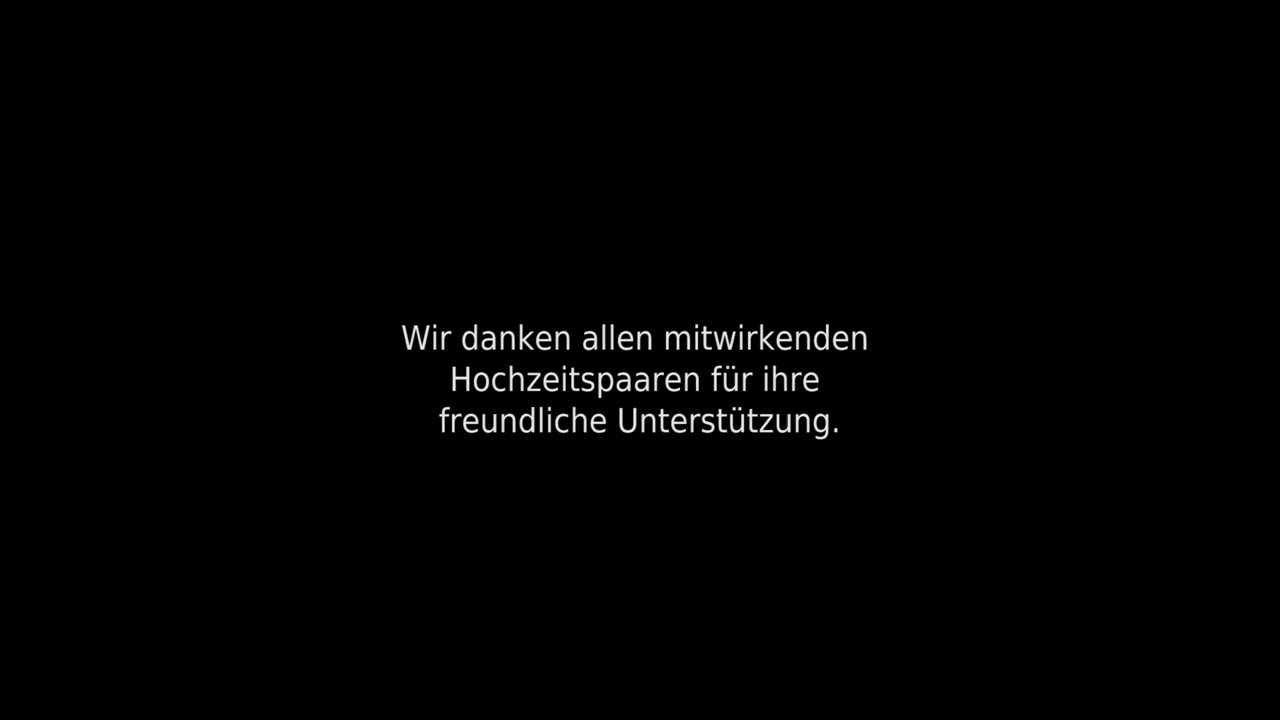 Wir danken allen mitwirkenden
Hochzeitspaaren für ihre
freundliche Unterstützung.